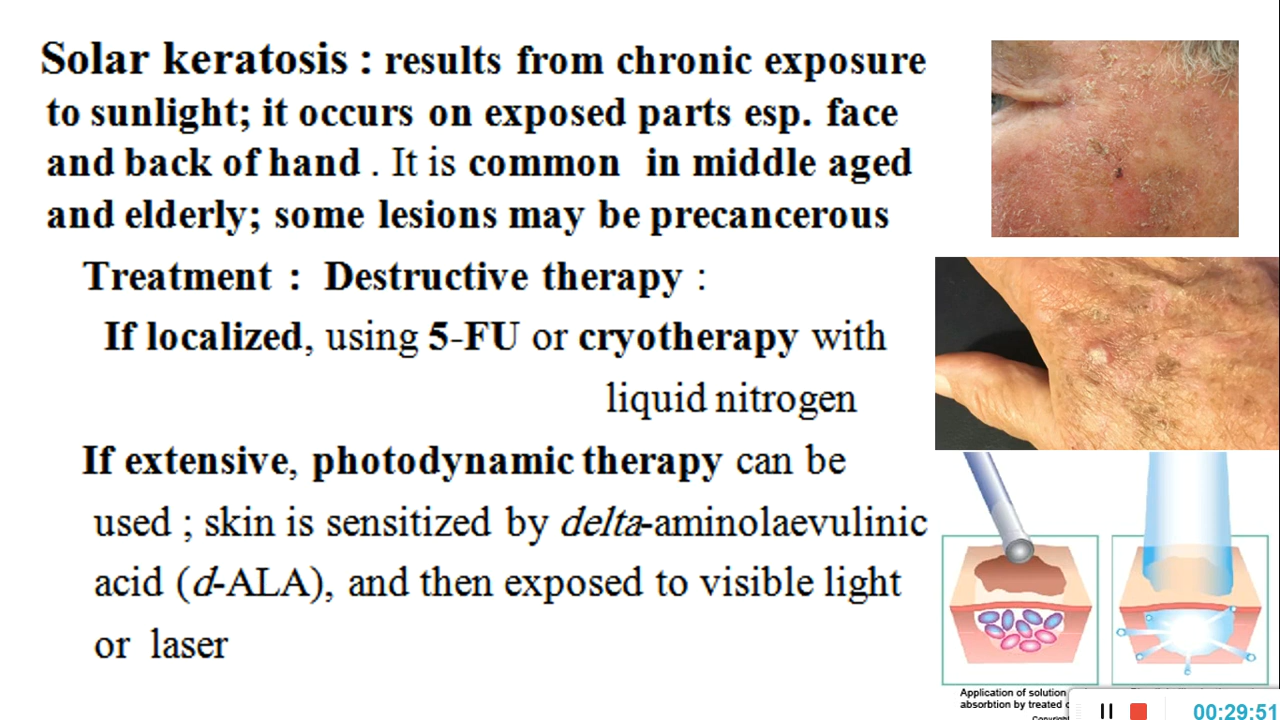 Solar keratosis : results from chronic exposure
to sunlight; it occurs on exposed parts esp. face
and back of hand . It is common in middle aged
and elderly; some lesions may be precancerous
Treatment : Destructive therapy :
If localized, using 5-FU or cryotherapy with
liquid nitrogen
If extensive, photodynamic therapy can be
used ; skin is sensitized by delta-aminolaevulinic
acid (d-ALA), and then exposed to visible light
or laser
Application of solution
absorbtion by treated
Copyright
00:29:51